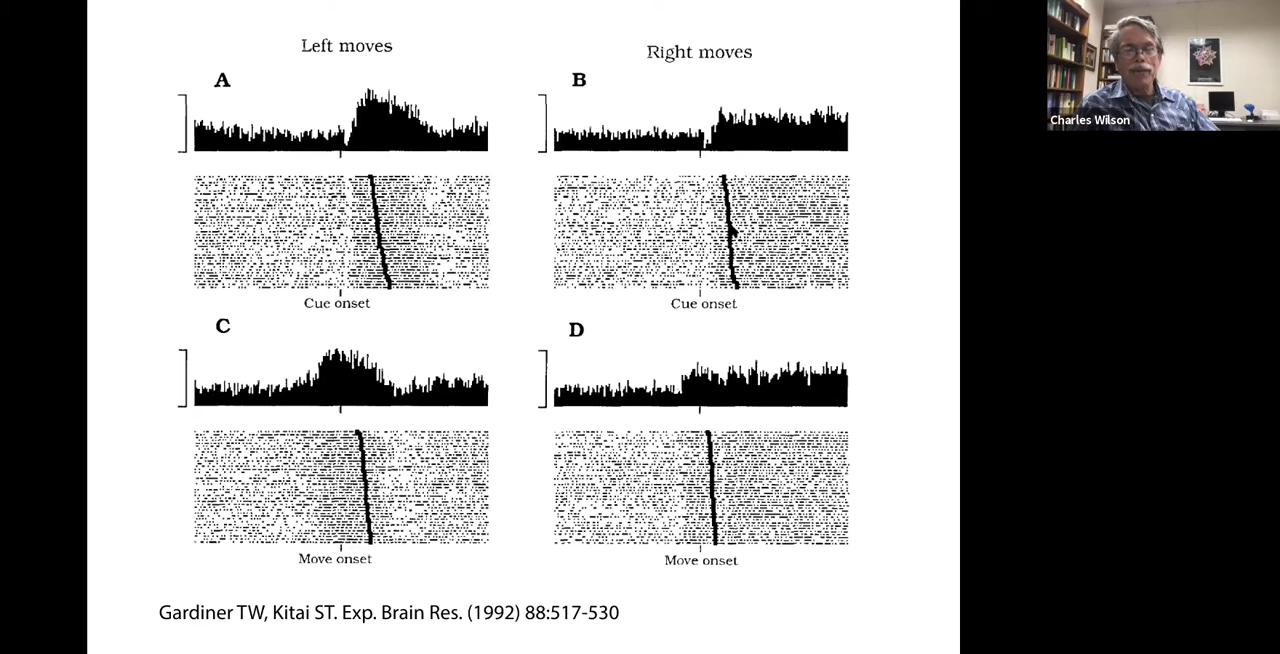 Left moves
Right moves
A
B
Cue onset
Cue onset
C
D
Move onset
Move onset
Gardiner TW, Kitai ST. Exp. Brain Res. (1992) 88:517-530
Charles Wilson